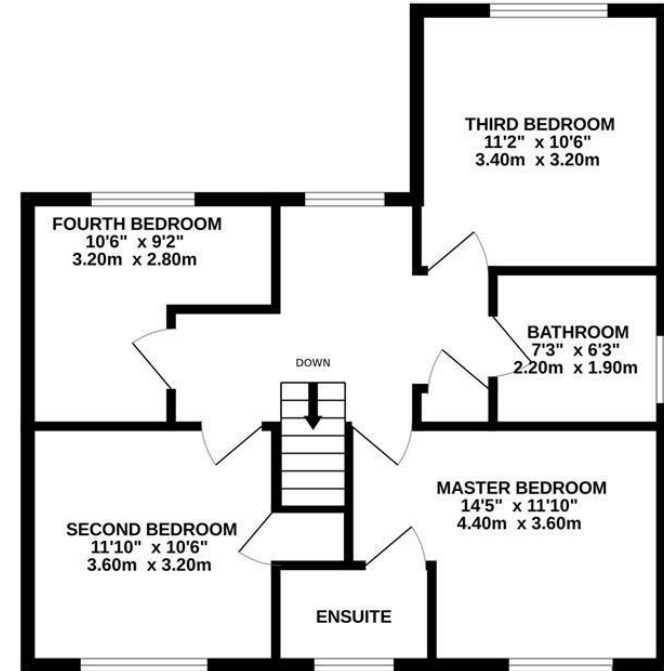 THIRD BEDROOM
11'2" x 10'6"
3.40m x 3.20m
FOURTH BEDROOM
10'6" x 9'2"
3.20m x 2.80m
BATHROOM
7'3" x 6'3"
2.20m x 1.90m
DOWN
MASTER BEDROOM
14'5" x 11'10"
4.40m x 3.60m
SECOND BEDROOM
11'10" x 10'6"
3.60m x 3.20m
ENSUITE